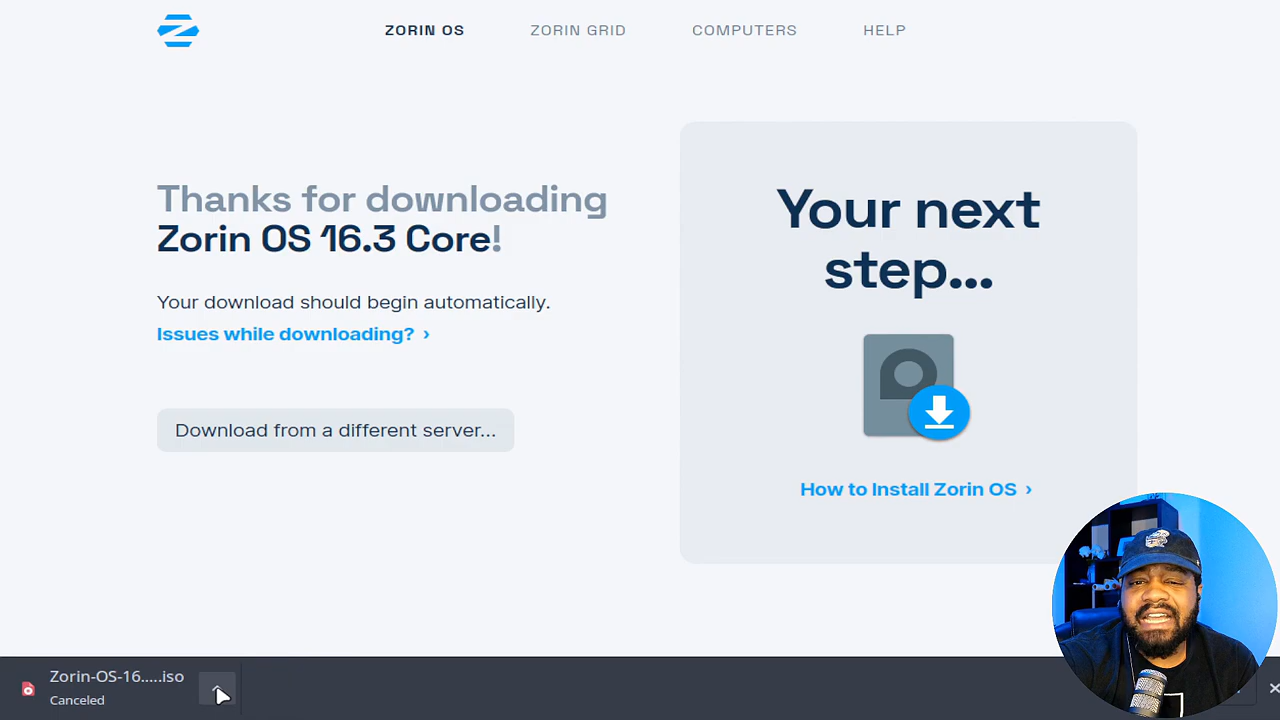 ZORIN OS
ZORIN GRID
COMPUTERS
HELP
Thanks for downloading
Zorin OS 16.3 Core!
Your download should begin automatically.
Issues while downloading? ›
Download from a different server...
Your next
step...
How to Install Zorin OS ›
Zorin-OS-16.....iso
Canceled